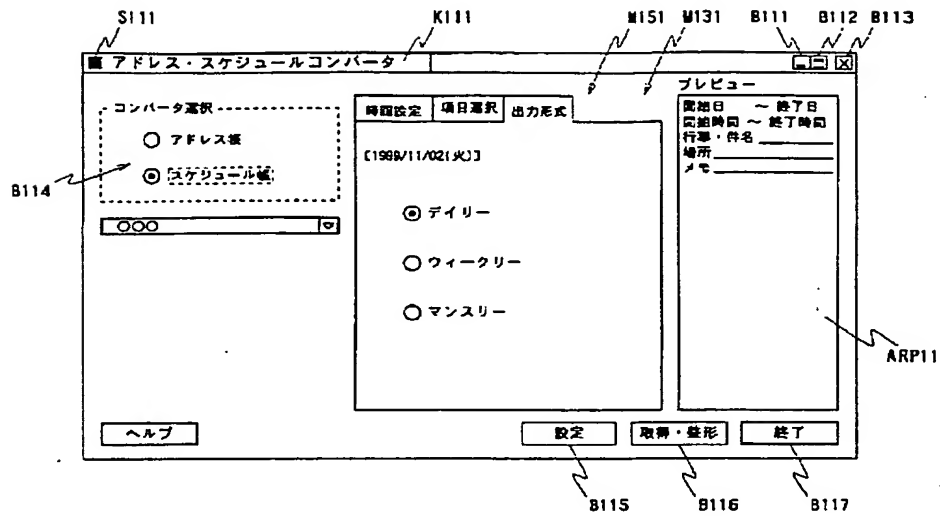 S111 K111 M151 M131 B111 B112 B113
アドレス・スケジュールコンバータ
プレビュー
コンバータ選択
アドレス帳
スケジュール帳
B114
○○○
時間設定 項目選択 出力形式
[1999/11/02(火)]
デイリー
ウィークリー
マンスリー
開始日 ～ 終了日
開始時間 ～ 終了時間
行事・件名
場所
メモ
ARP11
ヘルプ 設定 取得・整形 終了
B115 B116 B117